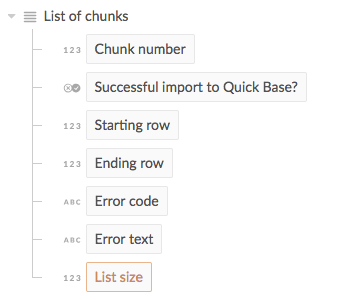 List of chunks
123 Chunk number
Successful import to Quick Base?
123 Starting row
123 Ending row
ABC Error code
ABC Error text
123 List size